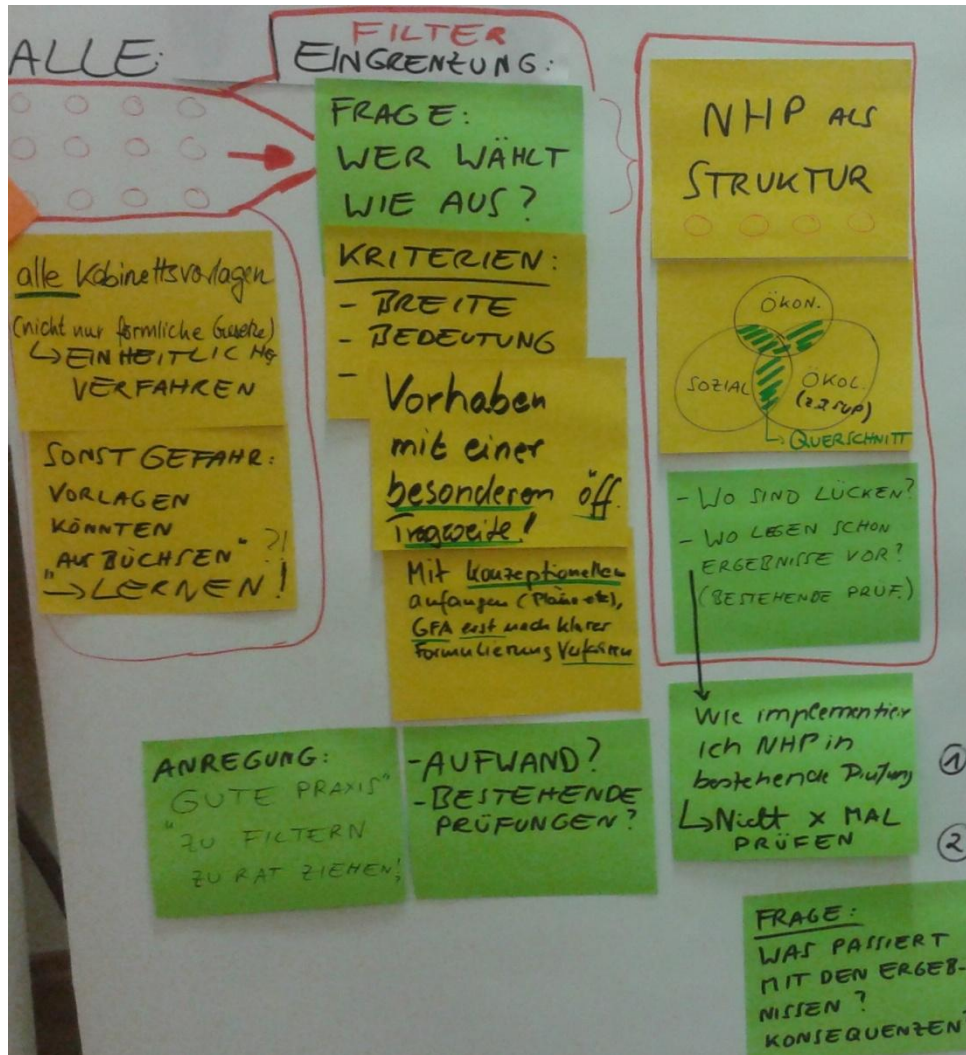 ALLE:
FILTER
EINGRENZUNG:
FRAGE:
WER WÄHLT
WIE AUS?
alle Kabinettsvorlagen
(nicht nur förmliche Gesetze)
↳ EINHEITLICHES
VERFAHREN
SONST GEFAHR:
VORLAGEN
KÖNNTEN
"AUSBÜCHSEN" ?!
→ LERNEN!
KRITERIEN:
- BREITE
- BEDEUTUNG
-
Vorhaben
mit einer
besonderen öff.
Tragweite!
Mit konzeptionellen
anfangen (Pläne etc),
GFA erst nach klarer
Formulierung
ANREGUNG:
"GUTE PRAXIS"
ZU FILTERN
ZU RAT ZIEHEN!
- AUFWAND?
- BESTEHENDE
PRÜFUNGEN?
NHP ALS
STRUKTUR
ÖKON.
SOZIAL
ÖKOL.
(z.B SUP)
↳ QUERSCHNITT
- WO SIND LÜCKEN?
- WO LEGEN SCHON
ERGEBNISSE VOR?
(BESTEHENDE PRÜF.)
Wie implementier
ich NHP in
bestehende Prüfung
↳ Nicht x MAL
PRÜFEN
①
②
FRAGE:
WAS PASSIERT
MIT DEN ERGEB-
NISSEN?
KONSEQUENZEN